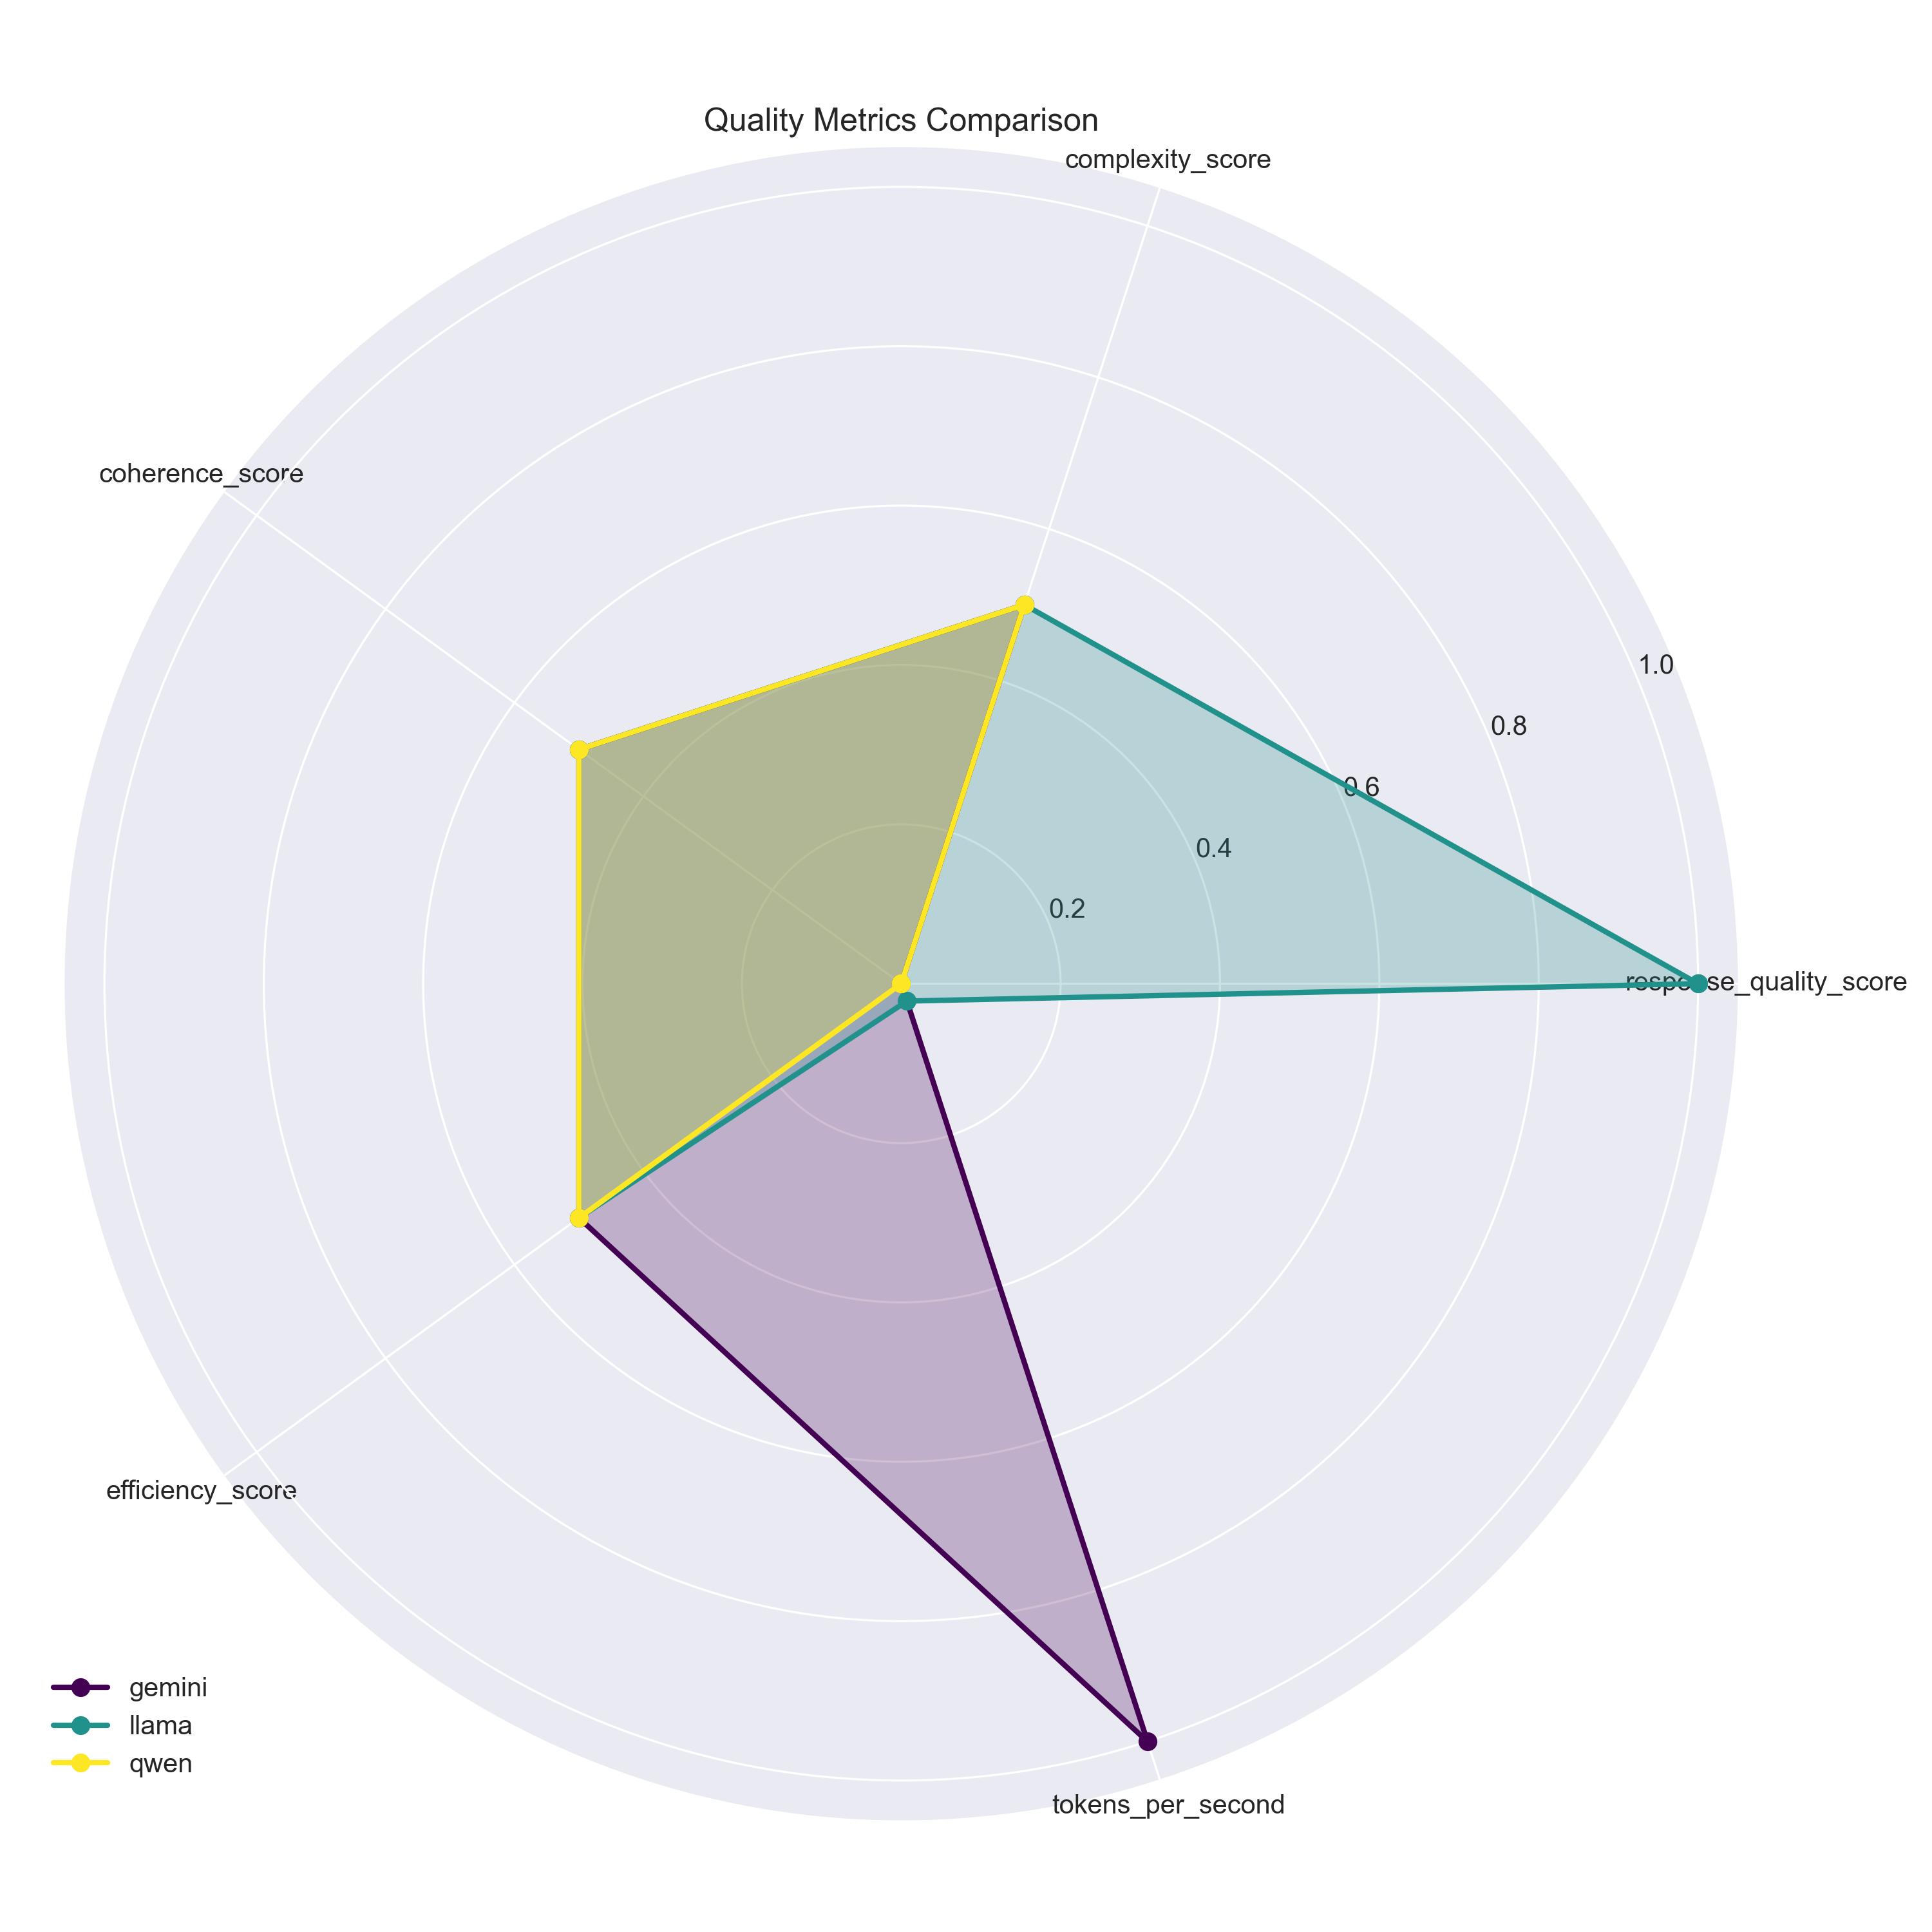 Quality Metrics Comparison
complexity_score
coherence_score
1.0
0.8
0.6
0.4
0.2
response_quality_score
efficiency_score
tokens_per_second
gemini
llama
qwen